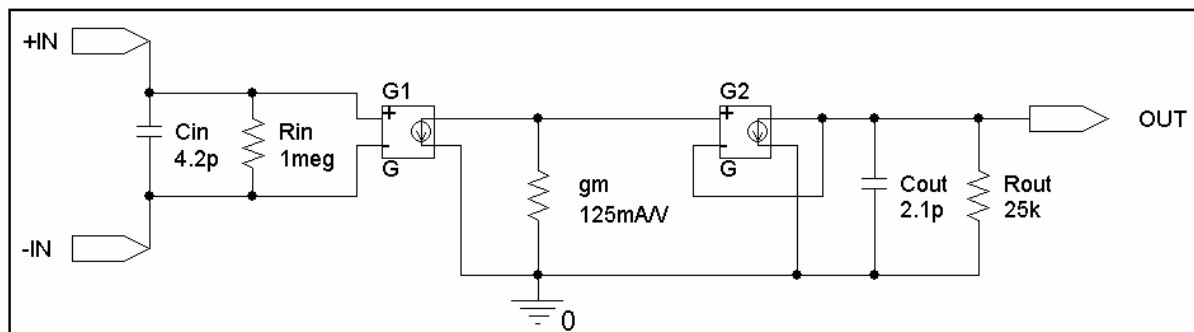 +IN
-IN
Cin
4.2p
Rin
1meg
G1
+
-
G
gm
125mA/V
0
G2
+
-
G
Cout
2.1p
Rout
25k
OUT